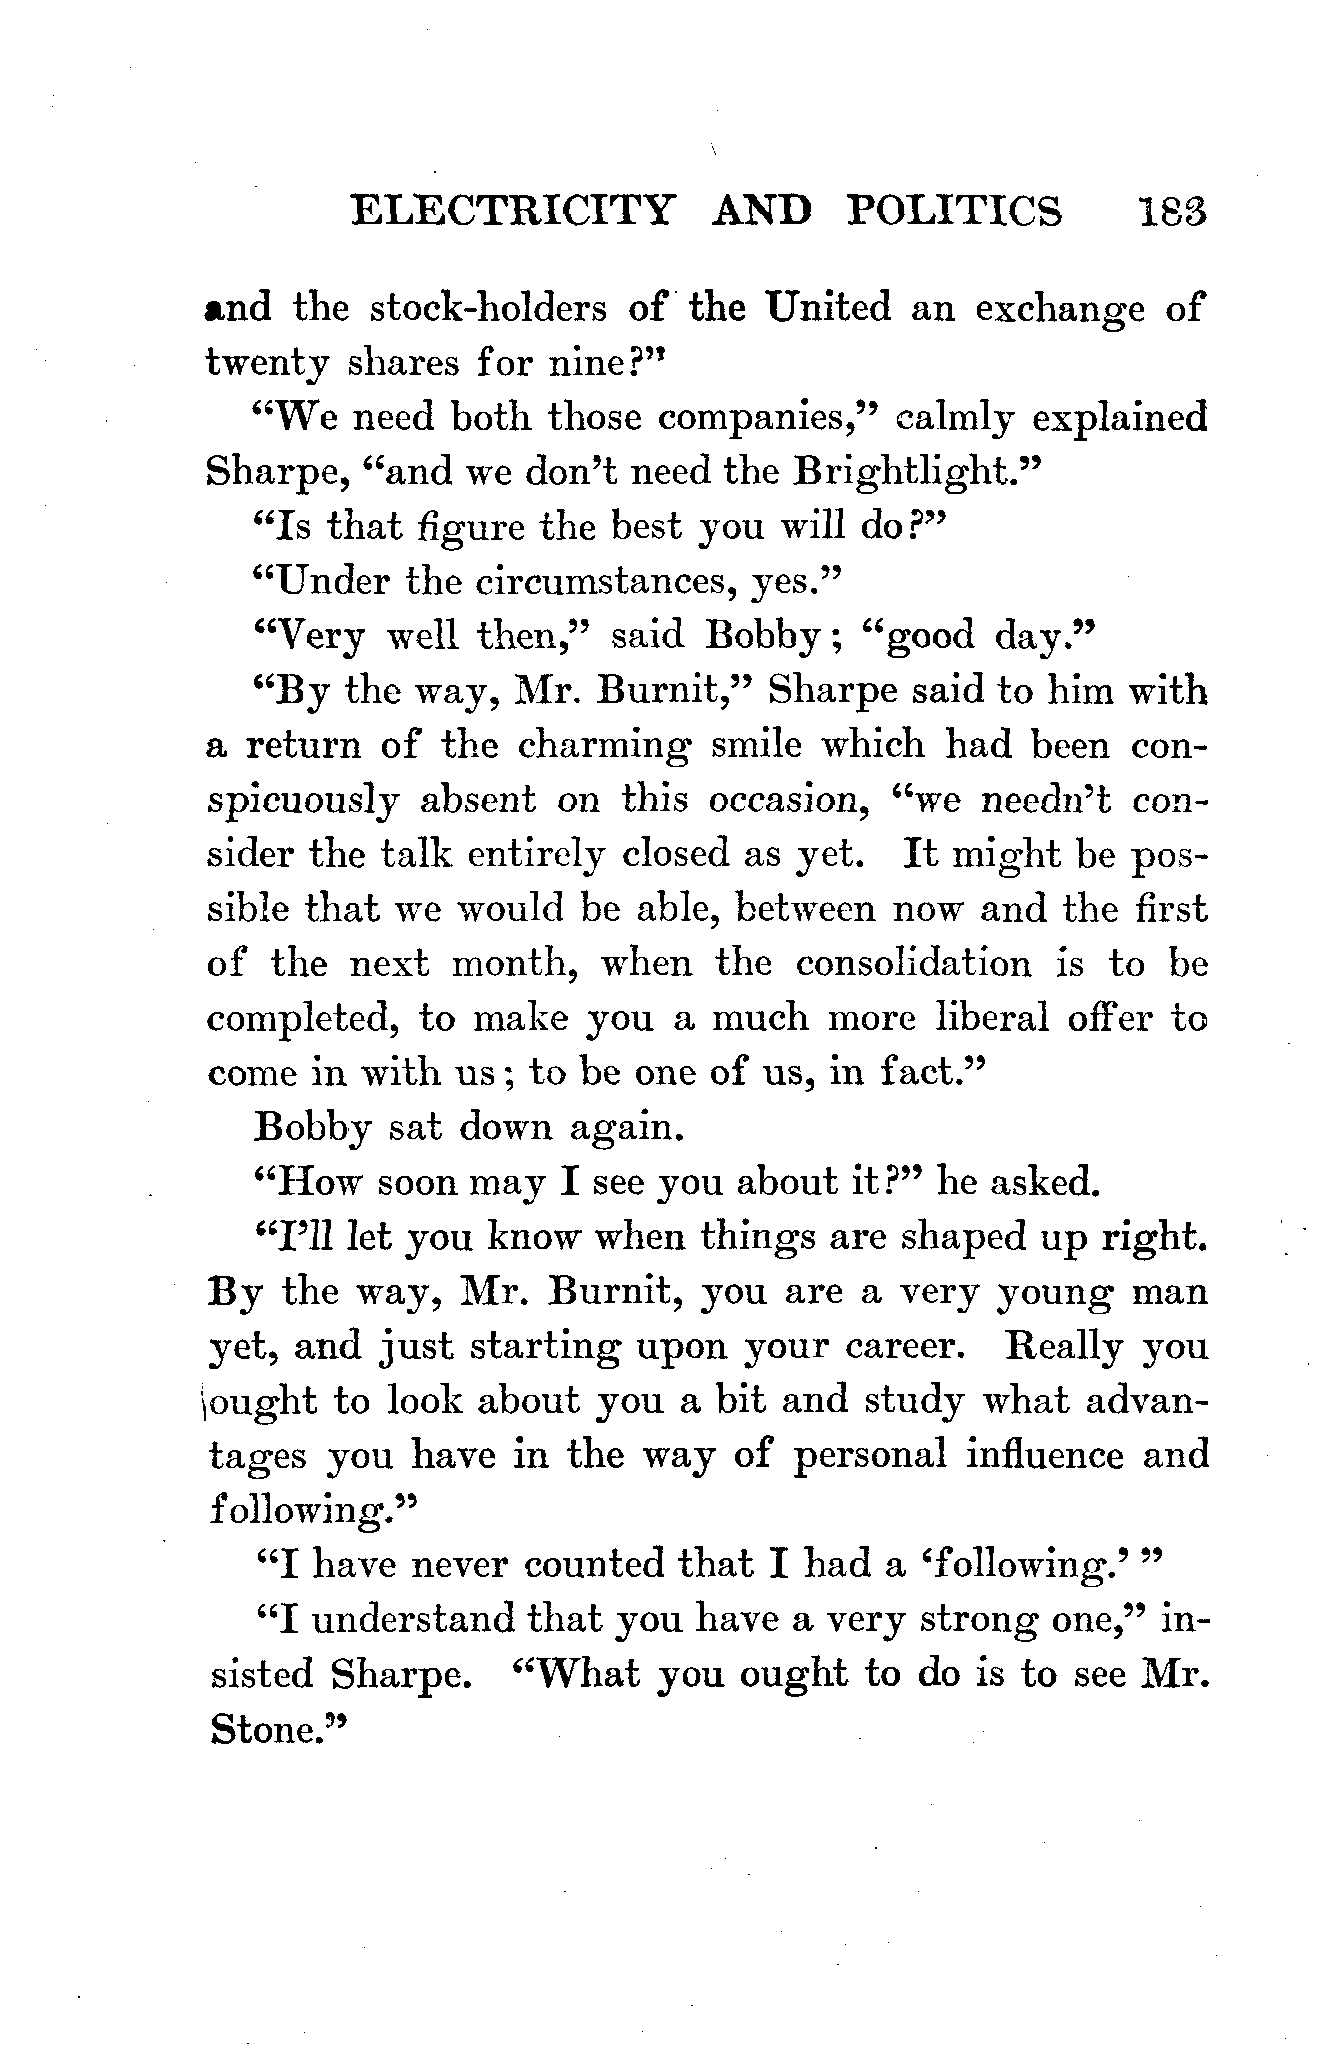 ELECTRICITY AND POLITICS 183
and the stock-holders of the United an exchange of
twenty shares for nine?”
“We need both those companies,” calmly explained
Sharpe, “and we don’t need the Brightlight.”
“Is that figure the best you will do?”
“Under the circumstances, yes.”
“Very well then,” said Bobby; “good day.”
“By the way, Mr. Burnit,” Sharpe said to him with
a return of the charming smile which had been con-
spicuously absent on this occasion, “we needn’t con-
sider the talk entirely closed as yet. It might be pos-
sible that we would be able, between now and the first
of the next month, when the consolidation is to be
completed, to make you a much more liberal offer to
come in with us; to be one of us, in fact.”
Bobby sat down again.
“How soon may I see you about it?” he asked.
“I’ll let you know when things are shaped up right.
By the way, Mr. Burnit, you are a very young man
yet, and just starting upon your career. Really you
ought to look about you a bit and study what advan-
tages you have in the way of personal influence and
following.”
“I have never counted that I had a ‘following.’ ”
“I understand that you have a very strong one,” in-
sisted Sharpe. “What you ought to do is to see Mr.
Stone.”